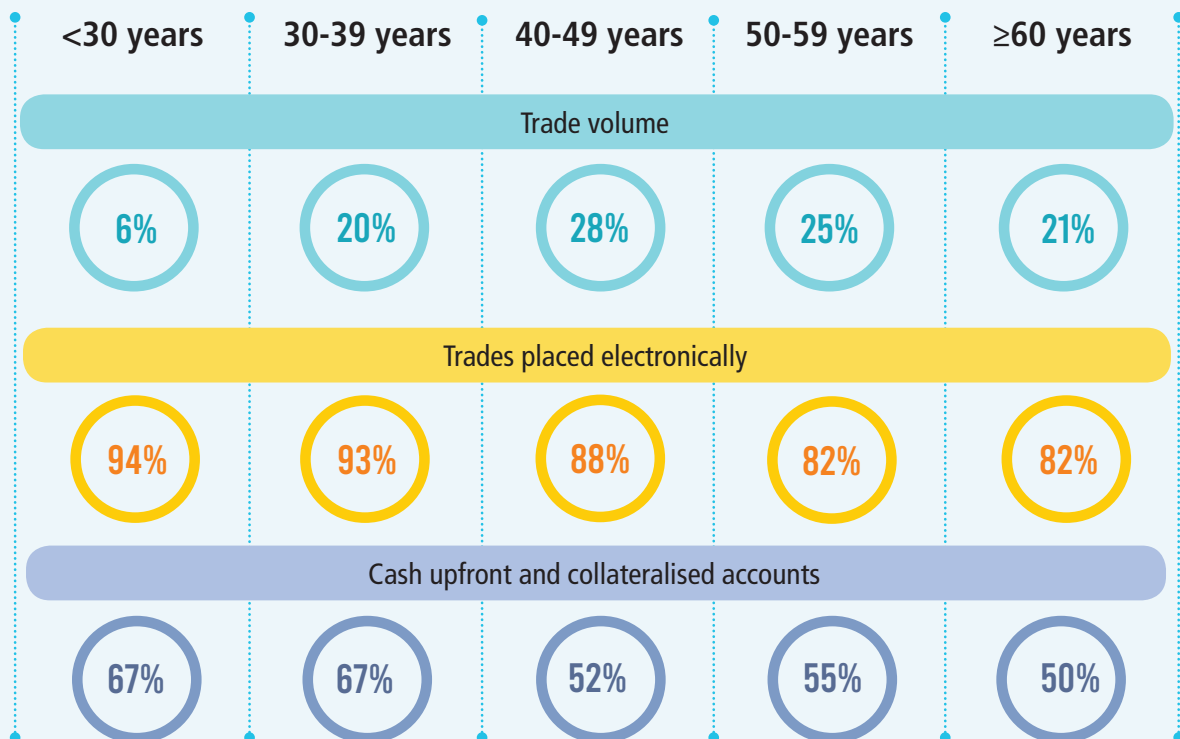 <30 years 30-39 years 40-49 years 50-59 years ≥60 years
Trade volume
6% 20% 28% 25% 21%
Trades placed electronically
94% 93% 88% 82% 82%
Cash upfront and collateralised accounts
67% 67% 52% 55% 50%